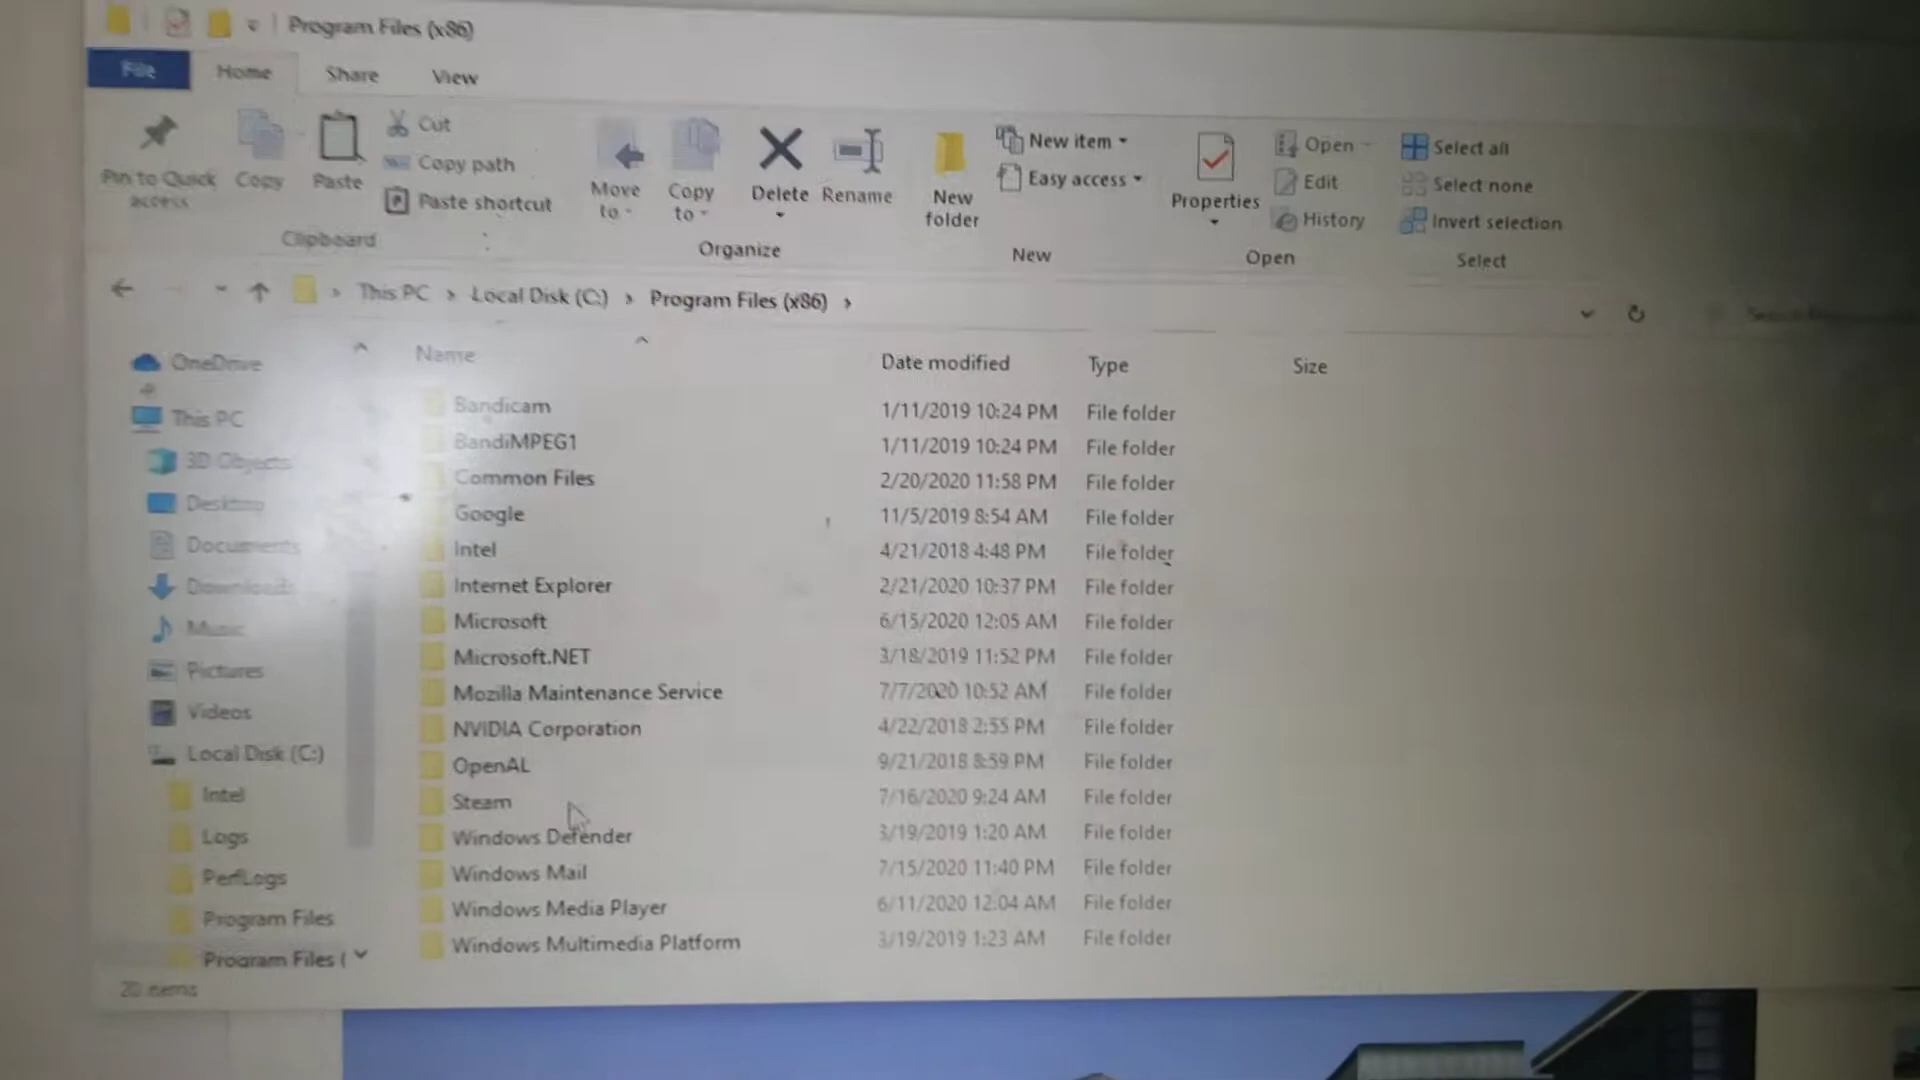 Program Files (x86)
File Home Share View
Pin to Quick access
Copy
Paste
Cut
Copy path
Paste shortcut
Clipboard
Move to
Copy to
Delete
Rename
Organize
New folder
New item
Easy access
New
Properties
Open
Edit
History
Open
Select all
Select none
Invert selection
Select
This PC > Local Disk (C:) > Program Files (x86) >
OneDrive
This PC
3D Objects
Desktop
Documents
Downloads
Music
Pictures
Videos
Local Disk (C:)
Intel
Logs
PerfLogs
Program Files
Program Files (
20 items
Name Date modified Type Size
Bandicam 1/11/2019 10:24 PM File folder
BandiMPEG1 1/11/2019 10:24 PM File folder
Common Files 2/20/2020 11:58 PM File folder
Google 11/5/2019 8:54 AM File folder
Intel 4/21/2018 4:48 PM File folder
Internet Explorer 2/21/2020 10:37 PM File folder
Microsoft 6/15/2020 12:05 AM File folder
Microsoft.NET 3/18/2019 11:52 PM File folder
Mozilla Maintenance Service 7/7/2020 10:52 AM File folder
NVIDIA Corporation 4/22/2018 2:55 PM File folder
OpenAL 9/21/2018 8:59 PM File folder
Steam 7/16/2020 9:24 AM File folder
Windows Defender 3/19/2019 1:20 AM File folder
Windows Mail 7/15/2020 11:40 PM File folder
Windows Media Player 6/11/2020 12:04 AM File folder
Windows Multimedia Platform 3/19/2019 1:23 AM File folder